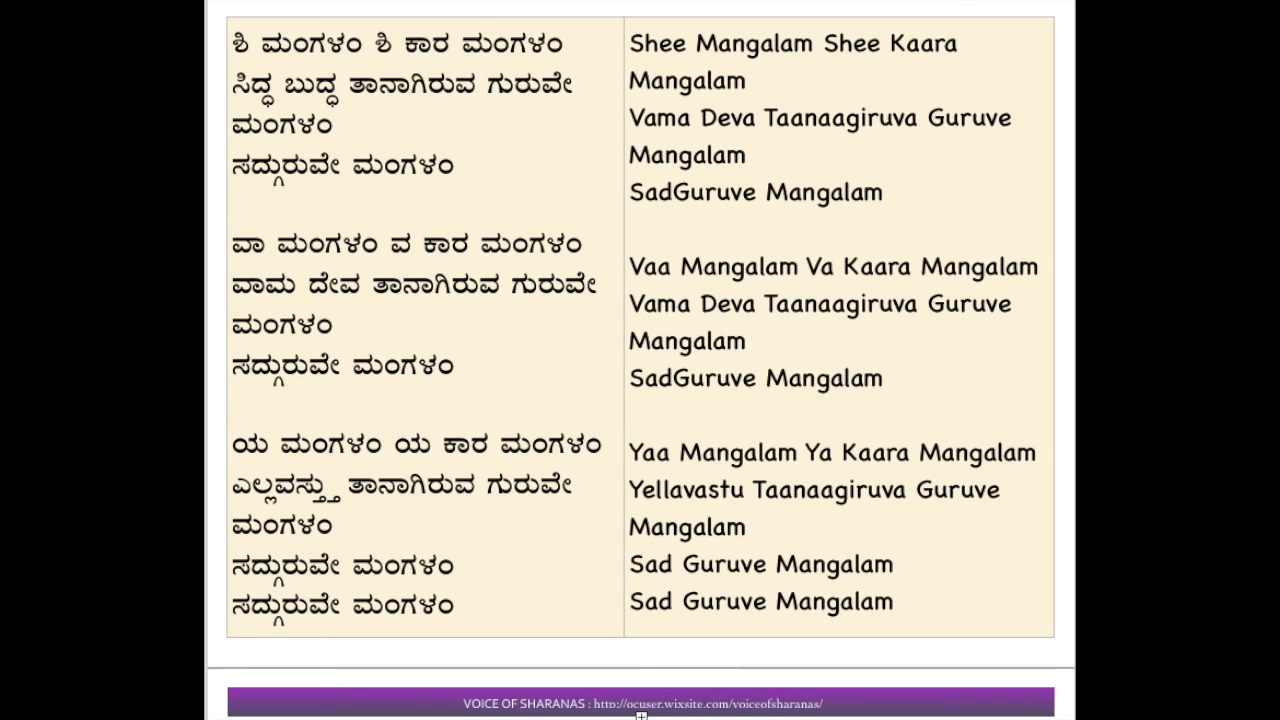 ಶಿ ಮಂಗಳಂ ಶಿ ಕಾರ ಮಂಗಳಂ
ಸಿದ್ಧ ಬುದ್ಧ ತಾನಾಗಿರುವ ಗುರುವೇ
ಮಂಗಳಂ
ಸದ್ಗುರುವೇ ಮಂಗಳಂ
ವಾ ಮಂಗಳಂ ವ ಕಾರ ಮಂಗಳಂ
ವಾಮ ದೇವ ತಾನಾಗಿರುವ ಗುರುವೇ
ಮಂಗಳಂ
ಸದ್ಗುರುವೇ ಮಂಗಳಂ
ಯ ಮಂಗಳಂ ಯ ಕಾರ ಮಂಗಳಂ
ಎಲ್ಲವಸ್ತ್ತು ತಾನಾಗಿರುವ ಗುರುವೇ
ಮಂಗಳಂ
ಸದ್ಗುರುವೇ ಮಂಗಳಂ
ಸದ್ಗುರುವೇ ಮಂಗಳಂ
Shee Mangalam Shee Kaara
Mangalam
Vama Deva Taanaagiruva Guruve
Mangalam
SadGuruve Mangalam
Vaa Mangalam Va Kaara Mangalam
Vama Deva Taanaagiruva Guruve
Mangalam
SadGuruve Mangalam
Yaa Mangalam Ya Kaara Mangalam
Yellavastu Taanaagiruva Guruve
Mangalam
Sad Guruve Mangalam
Sad Guruve Mangalam
VOICE OF SHARANAS : http://ocuser.wixsite.com/voiceofsharanas/